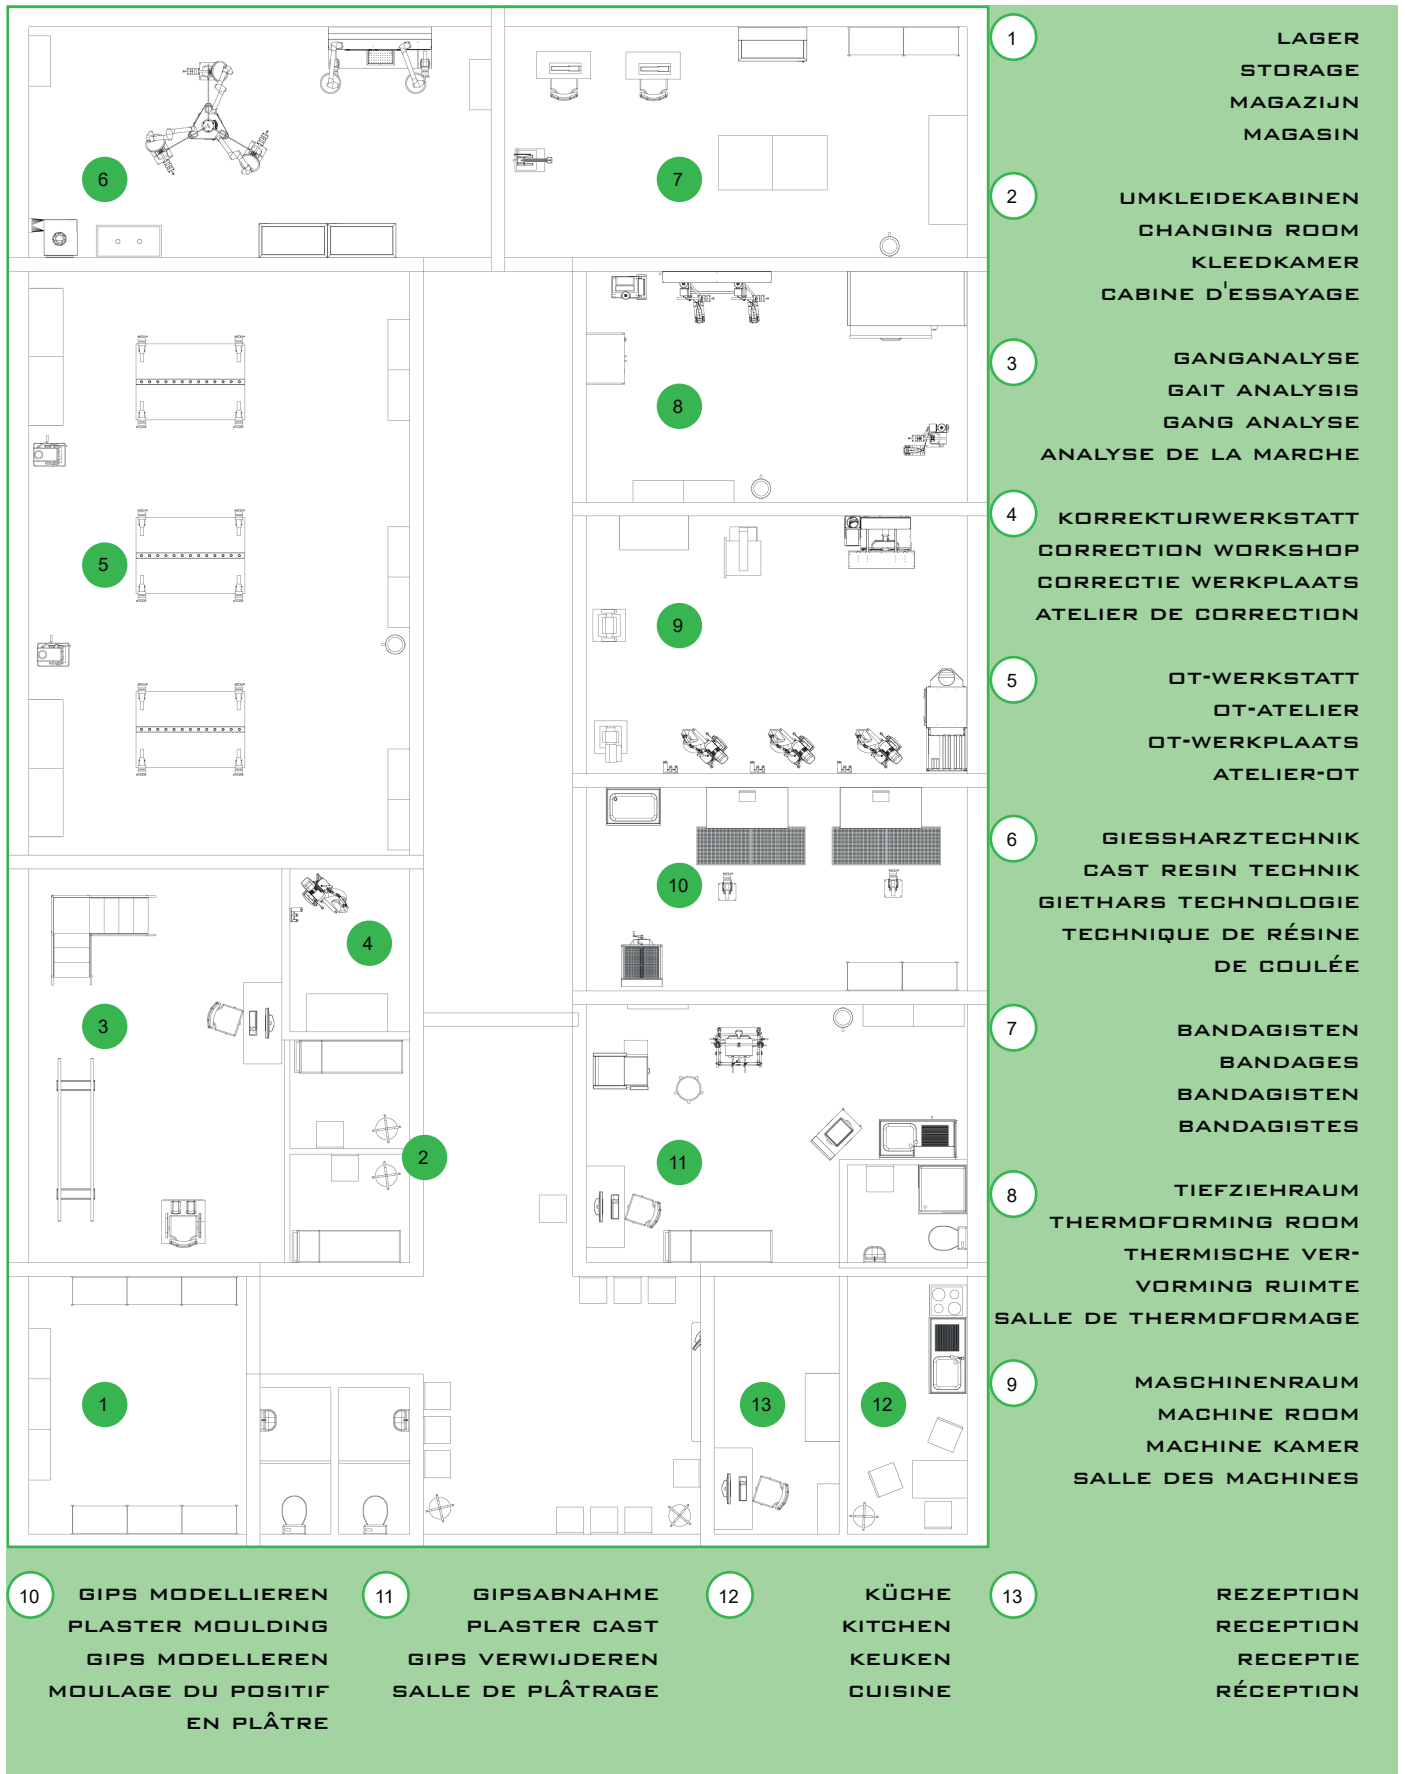 1
LAGER
STORAGE
MAGAZIJN
MAGASIN
2
UMKLEIDEKABINEN
CHANGING ROOM
KLEEDKAMER
CABINE D'ESSAYAGE
3
GANGANALYSE
GAIT ANALYSIS
GANG ANALYSE
ANALYSE DE LA MARCHE
4
KORREKTURWERKSTATT
CORRECTION WORKSHOP
CORRECTIE WERKPLAATS
ATELIER DE CORRECTION
5
OT-WERKSTATT
OT-ATELIER
OT-WERKPLAATS
ATELIER-OT
6
GIESSHARZTECHNIK
CAST RESIN TECHNIK
GIETHARS TECHNOLOGIE
TECHNIQUE DE RÉSINE
DE COULÉE
7
BANDAGISTEN
BANDAGES
BANDAGISTEN
BANDAGISTES
8
TIEFZIEHRAUM
THERMOFORMING ROOM
THERMISCHE VER-
VORMING RUIMTE
SALLE DE THERMOFORMAGE
9
MASCHINENRAUM
MACHINE ROOM
MACHINE KAMER
SALLE DES MACHINES
10
GIPS MODELLIEREN
PLASTER MOULDING
GIPS MODELLEREN
MOULAGE DU POSITIF
EN PLÂTRE
11
GIPSABNAHME
PLASTER CAST
GIPS VERWIJDEREN
SALLE DE PLÂTRAGE
12
KÜCHE
KITCHEN
KEUKEN
CUISINE
13
REZEPTION
RECEPTION
RECEPTIE
RÉCEPTION
6
7
8
5
9
10
4
3
2
11
1
13
12